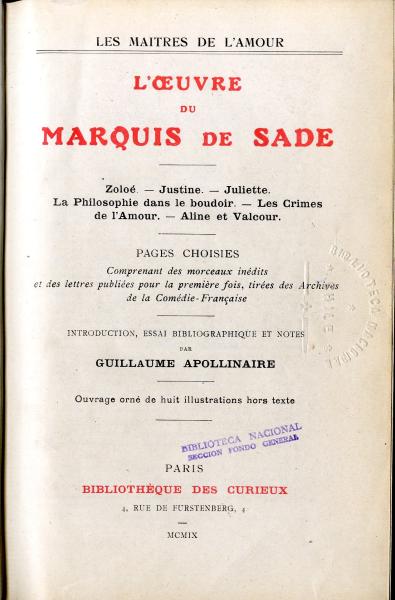 LES MAITRES DE L'AMOUR
L'ŒUVRE
DU
MARQUIS DE SADE
Zoloé. — Justine. — Juliette.
La Philosophie dans le boudoir. — Les Crimes
de l'Amour. — Aline et Valcour.
PAGES CHOISIES
Comprenant des morceaux inédits
et des lettres publiées pour la première fois, tirées des Archives
de la Comédie-Française
INTRODUCTION, ESSAI BIBLIOGRAPHIQUE ET NOTES
PAR
GUILLAUME APOLLINAIRE
Ouvrage orné de huit illustrations hors texte
BIBLIOTECA NACIONAL
SECCION FONDO GENERAL
PARIS
BIBLIOTHÈQUE DES CURIEUX
4, RUE DE FURSTENBERG, 4
MCMIX
BIBLIOTECA NACIONAL
* CHILE *